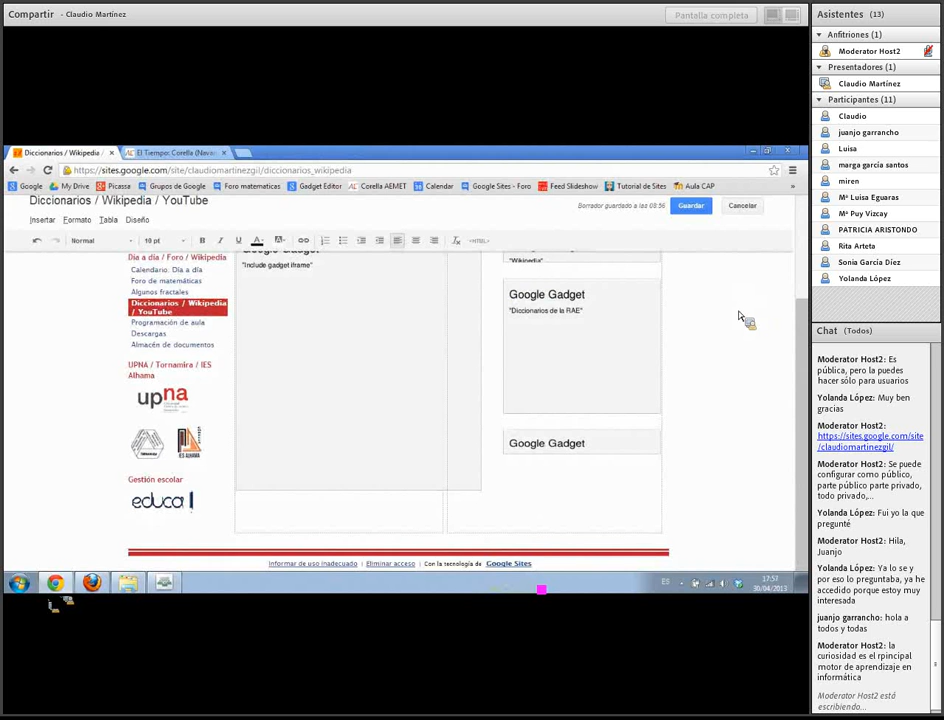 Compartir - Claudio Martínez
Pantalla completa
Diccionarios / Wikipedia /
El Tiempo: Corella (Nava
https://sites.google.com/site/claudiomartinezgil/diccionarios_wikipedia
Google
My Drive
Picassa
Grupos de Google
Foro matematicas
Gadget Editor
Corella AEMET
Calendar
Google Sites - Foro
Feed Slideshow
Tutorial de Sites
Aula CAP
»
Diccionarios / Wikipedia / YouTube
Borrador guardado a las 08:56
Guardar
Cancelar
Insertar Formato Tabla Diseño
Normal
10 pt
B I U A
<HTML>
Día a día / Foro / Wikipedia
Calendario: Día a día
Foro de matemáticas
Algunos fractales
Diccionarios / Wikipedia
/ YouTube
Programación de aula
Descargas
Almacén de documentos
UPNA / Tornamira / IES
Alhama
upna
IES ALHAMA
Gestión escolar
educa
Google Gadget
"Include gadget iframe"
"Wikipedia"
Google Gadget
"Diccionarios de la RAE"
Google Gadget
Informar de uso inadecuado | Eliminar acceso | Con la tecnología de Google Sites
ES
17:57
30/04/2013
Asistentes (13)
Anfitriones (1)
Moderator Host2
Presentadores (1)
Claudio Martínez
Participantes (11)
Claudio
juanjo garrancho
Luisa
marga garcía santos
miren
Mª Luisa Eguaras
Mª Puy Vizcay
PATRICIA ARISTONDO
Rita Arteta
Sonia García Díez
Yolanda López
Chat (Todos)
Moderator Host2: Es
pública, pero la puedes
hacer sólo para usuarios
Yolanda López: Muy ben
gracias
Moderator Host2:
https://sites.google.com/site
/claudiomartinezgil/
Moderator Host2: Se puede
configurar como público,
parte público parte privado,
todo privado,...
Yolanda López: Fui yo la que
pregunté
Moderator Host2: Hila,
Juanjo
Yolanda López: Ya lo se y
por eso lo preguntaba, ya he
accedido porque estoy muy
interesada
juanjo garrancho: hola a
todos y todas
Moderator Host2: la
curiosidad es el rpincipal
motor de aprendizaje en
informática
Moderator Host2 está
escribiendo...